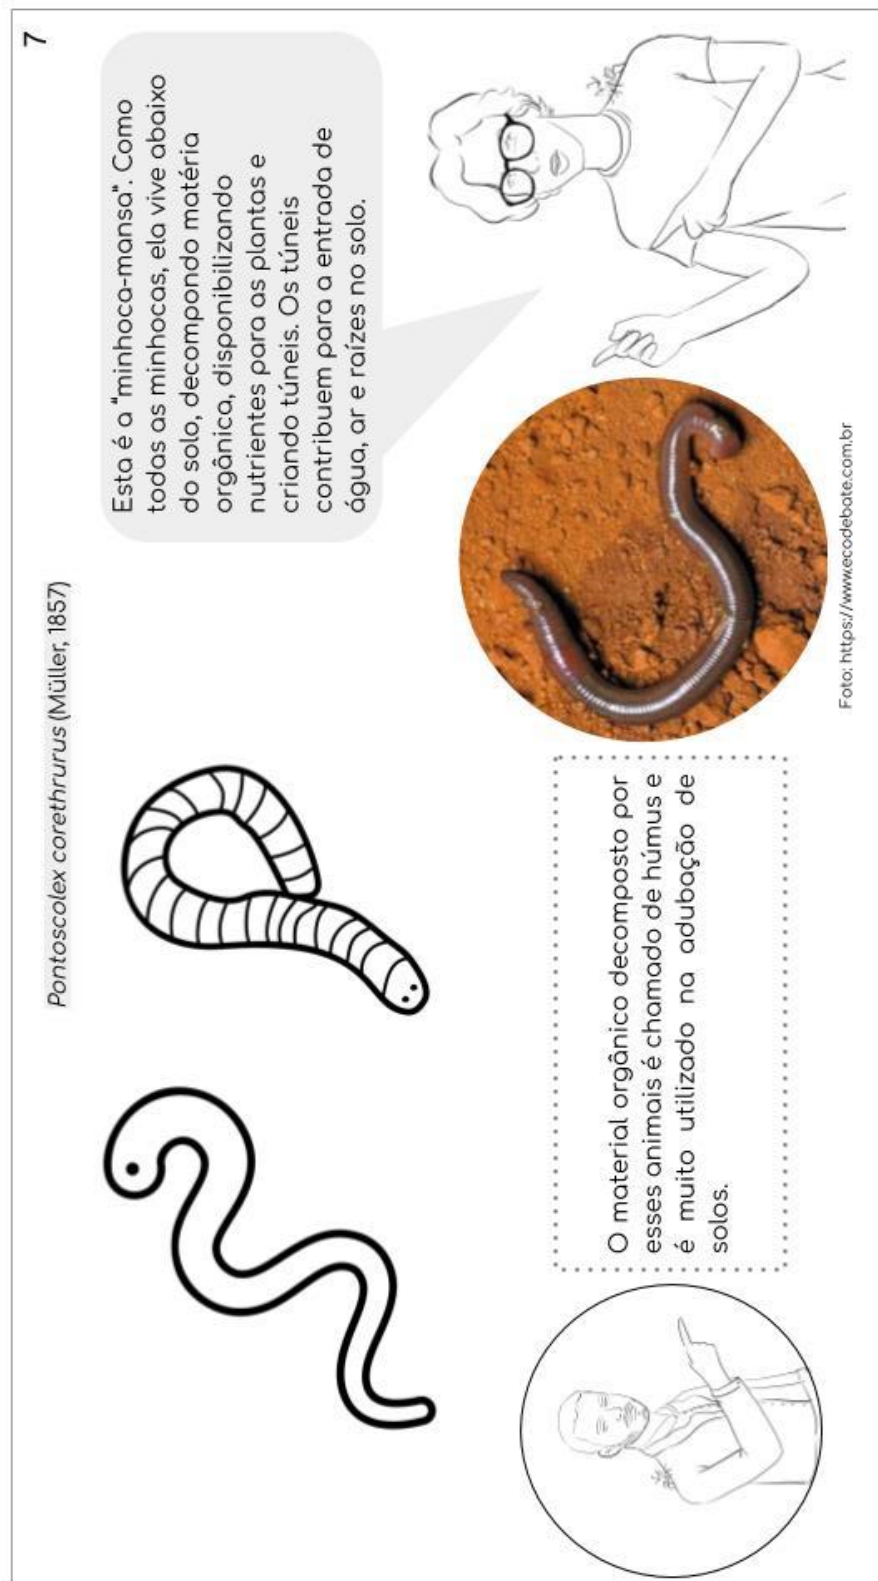 Pontoscolex corethrurus (Müller, 1857)
7
Esta é a "minhoca-mansa". Como
todas as minhocas, ela vive abaixo
do solo, decompondo matéria
orgânica, disponibilizando
nutrientes para as plantas e
criando túneis. Os túneis
contribuem para a entrada de
água, ar e raízes no solo.
O material orgânico decomposto por
esses animais é chamado de húmus e
é muito utilizado na adubação de
solos.
Foto: https://www.ecodebate.com.br